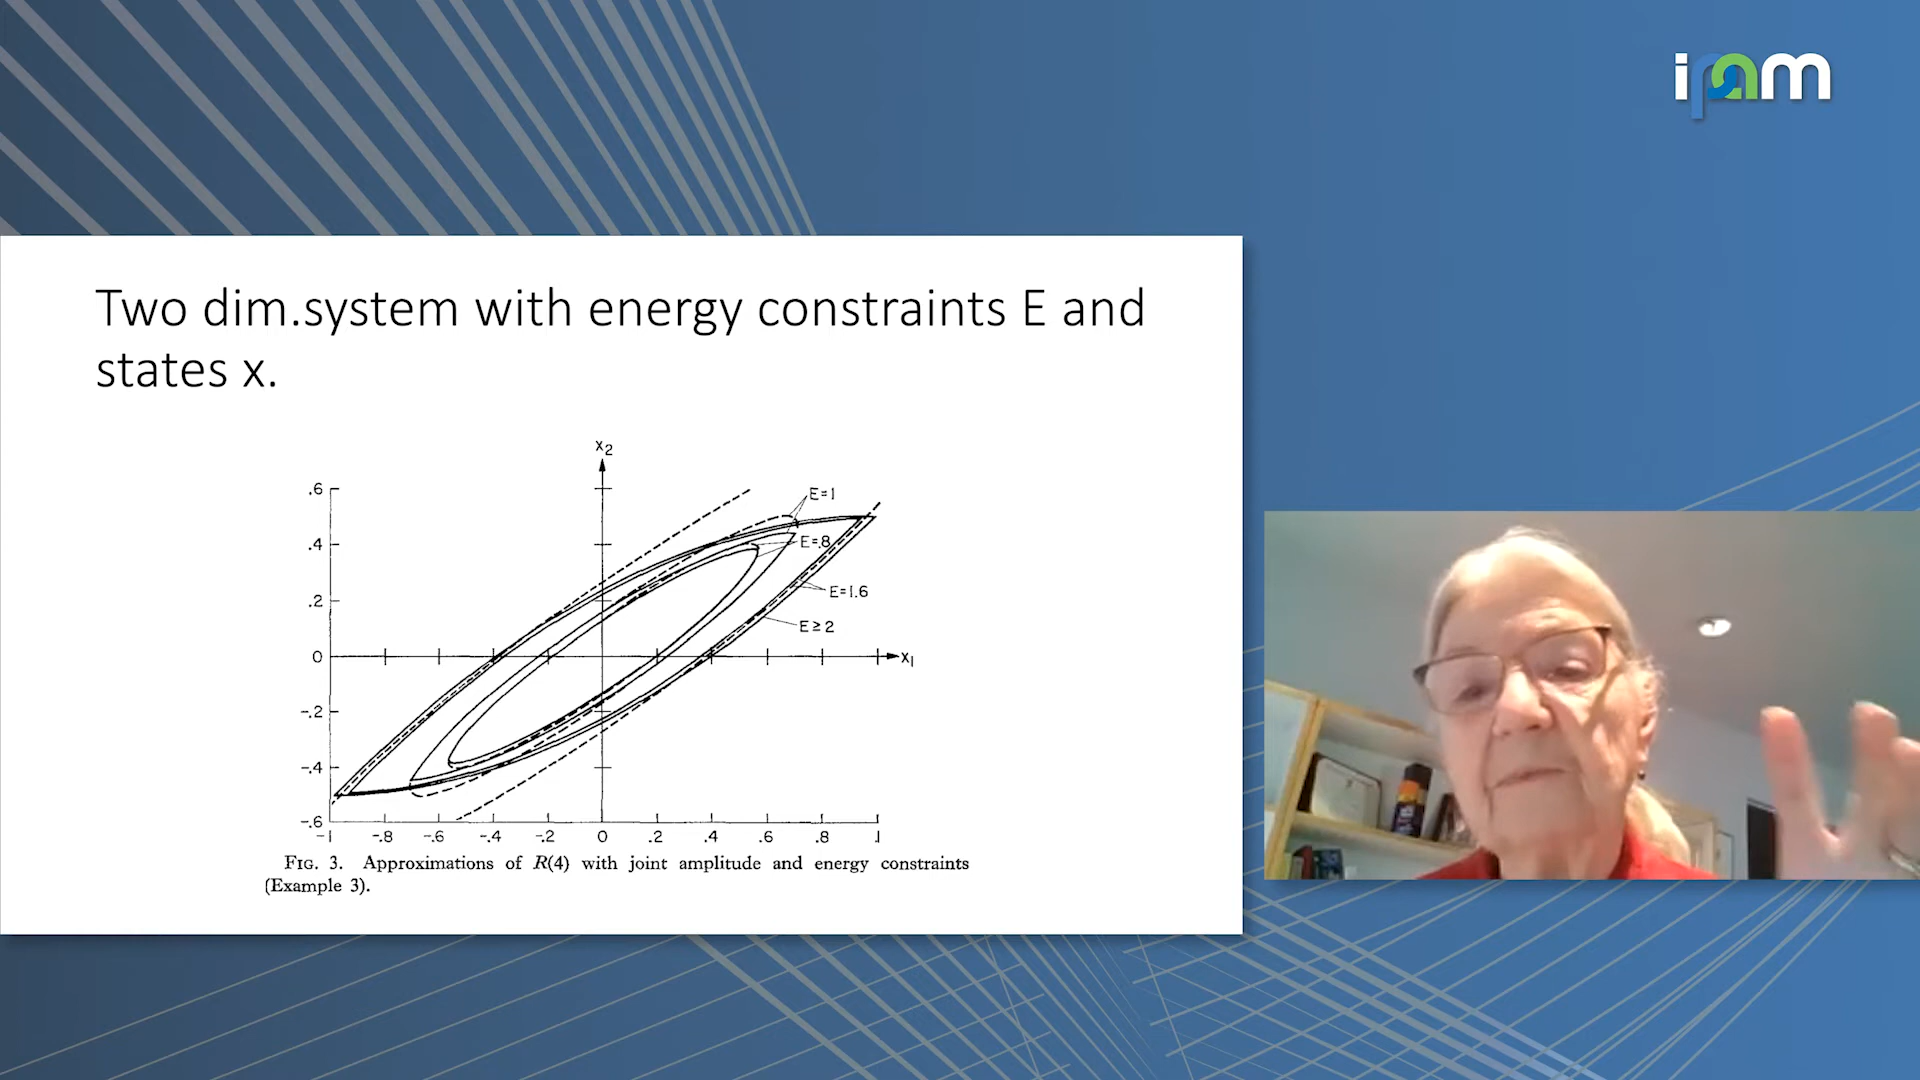 ipam
Two dim.system with energy constraints E and
states x.
x2
.6
.4
.2
0
-.2
-.4
-.6
E=1
E=.8
E=1.6
E≥2
x1
-1 -.8 -.6 -.4 -.2 0 .2 .4 .6 .8 1
FIG. 3. Approximations of R(4) with joint amplitude and energy constraints
(Example 3).